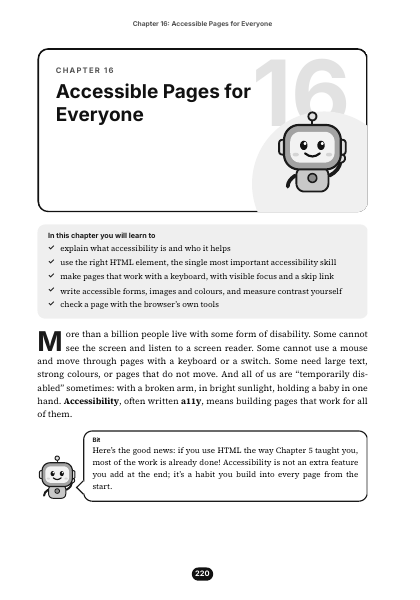 Chapter 16: Accessible Pages for Everyone
16
CHAPTER 16
Accessible Pages for
Everyone
In this chapter you will learn to
✓ explain what accessibility is and who it helps
✓ use the right HTML element, the single most important accessibility skill
✓ make pages that work with a keyboard, with visible focus and a skip link
✓ write accessible forms, images and colours, and measure contrast yourself
✓ check a page with the browser's own tools
More than a billion people live with some form of disability. Some cannot
see the screen and listen to a screen reader. Some cannot use a mouse
and move through pages with a keyboard or a switch. Some need large text,
strong colours, or pages that do not move. And all of us are “temporarily dis-
abled” sometimes: with a broken arm, in bright sunlight, holding a baby in one
hand. Accessibility, often written a11y, means building pages that work for all
of them.
Bit
Here’s the good news: if you use HTML the way Chapter 5 taught you,
most of the work is already done! Accessibility is not an extra feature
you add at the end; it’s a habit you build into every page from the
start.
220